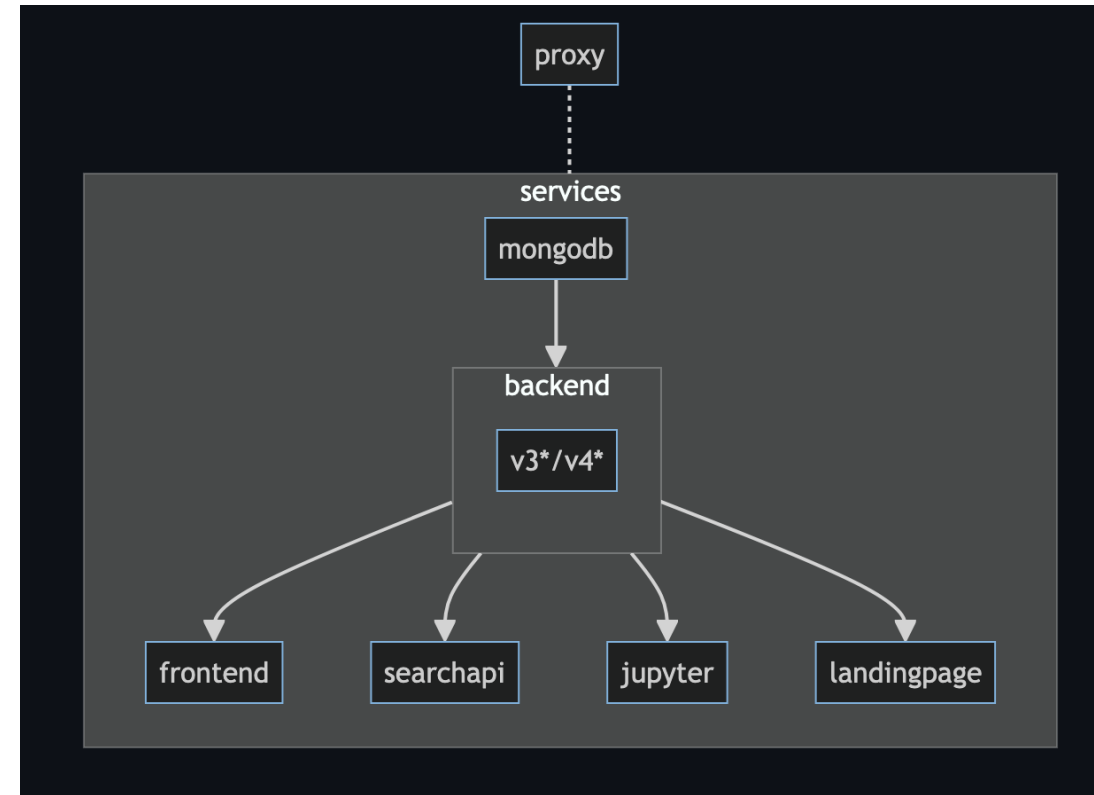 proxy
services
mongodb
backend
v3*/v4*
frontend
searchapi
jupyter
landingpage